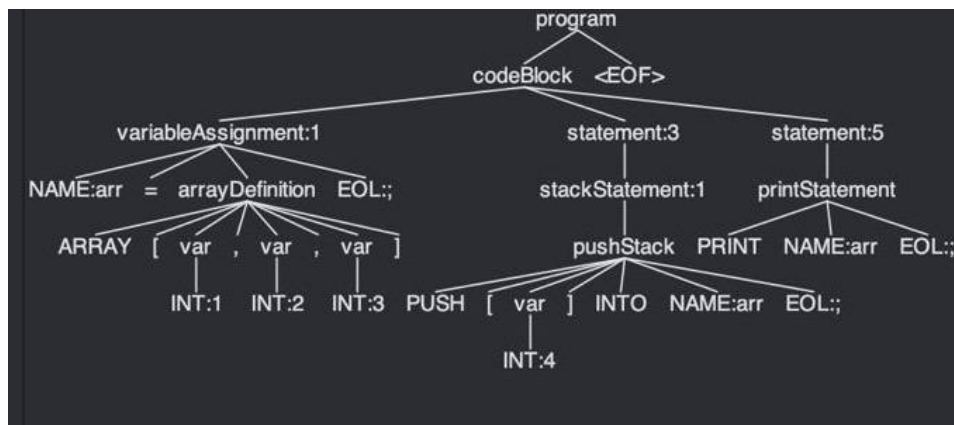 program
codeBlock <EOF>
variableAssignment:1 statement:3 statement:5
NAME:arr = arrayDefinition EOL:; stackStatement:1 printStatement
ARRAY [ var , var , var ] pushStack PRINT NAME:arr EOL:;
INT:1 INT:2 INT:3 PUSH [ var ] INTO NAME:arr EOL:;
INT:4